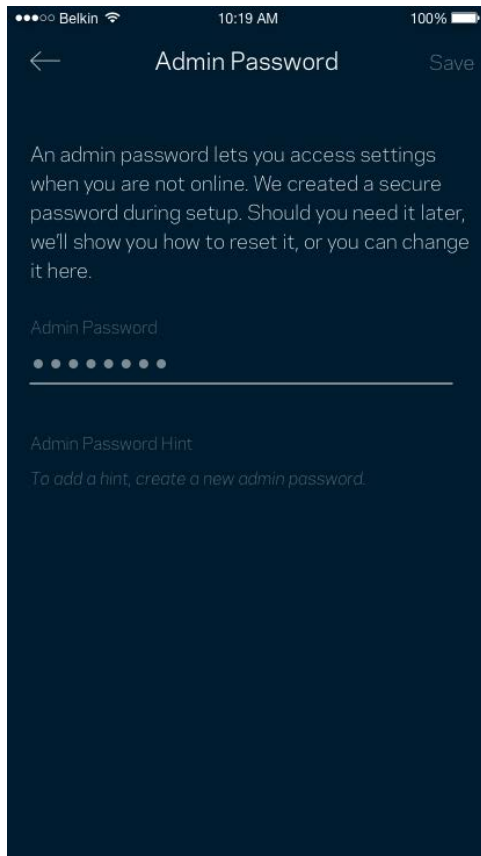 ●●●○○ Belkin 10:19 AM 100%
Admin Password Save
An admin password lets you access settings
when you are not online. We created a secure
password during setup. Should you need it later,
we'll show you how to reset it, or you can change
it here.
Admin Password
●●●●●●●●
Admin Password Hint
To add a hint, create a new admin password.